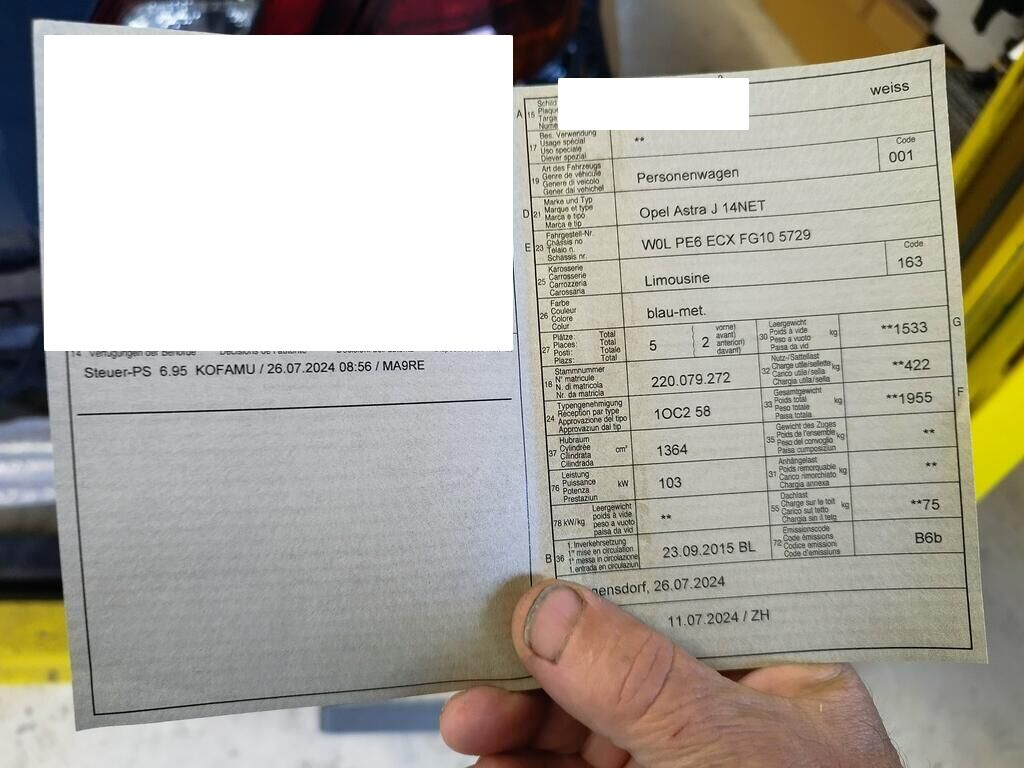 14 Verfügungen der Behörde Décisions de l'autorité
Steuer-PS 6.95 KOFAMU / 26.07.2024 08:56 / MA9RE
A 15 Schild
Plaque
Targa
Nume
weiss
17 Bes. Verwendung
Usage spécial
Uso speciale
Diever spezial
**
19 Art des Fahrzeugs
Genre de véhicule
Genere di veicolo
Gener dal vehichel
Personenwagen
Code
001
D 21 Marke und Typ
Marque et type
Marca e tipo
Marca e tip
Opel Astra J 14NET
E 23 Fahrgestell-Nr.
Châssis no
Telaio n.
Schassis nr.
W0L PE6 ECX FG10 5729
25 Karosserie
Carrosserie
Carrozzeria
Carossaria
Limousine
Code
163
26 Farbe
Couleur
Colore
Colur
blau-met.
27 Plätze Total
Places: Total
Posti: Totale
Plazs: Total
5
2
vorne)
avant)
anteriori)
davant)
30 Leergewicht
Poids à vide
Peso a vuoto
Paisa da vid
kg
**1533
G
18 Stammnummer
N° matricule
N. di matricola
Nr. da matricla
220.079.272
32 Nutz-/Sattellast
Charge utile/sellette
Carico utile/sella
Chargia utila/sella
kg
**422
24 Typengenehmigung
Réception par type
Approvazione del tipo
Approvaziun dal tip
1OC2 58
33 Gesamtgewicht
Poids total
Peso totale
Paisa totala
kg
**1955
F
37 Hubraum
Cylindrée
Cilindrata
Cilindrada
cm³
1364
35 Gewicht des Zuges
Poids de l'ensemble
Peso del convoglio
Paisa cumposiziun
kg
**
76 Leistung
Puissance
Potenza
Prestaziun
kW
103
31 Anhängelast
Poids remorquable
Carico rimorchiato
Chargia annexa
kg
**
78 kW/kg
Leergewicht
poids à vide
peso a vuoto
paisa da vid
**
55 Dachlast
Charge sur le toit
Carico sul tetto
Chargia sin il tetg
kg
**75
B 36 1. Inverkehrsetzung
1re mise en circulation
1a messa in circolazione
1. entrada en circulaziun
23.09.2015 BL
72 Emissionscode
Code émissions
Codice emissioni
Code d'emissiuns
B6b
ensdorf, 26.07.2024
11.07.2024 / ZH